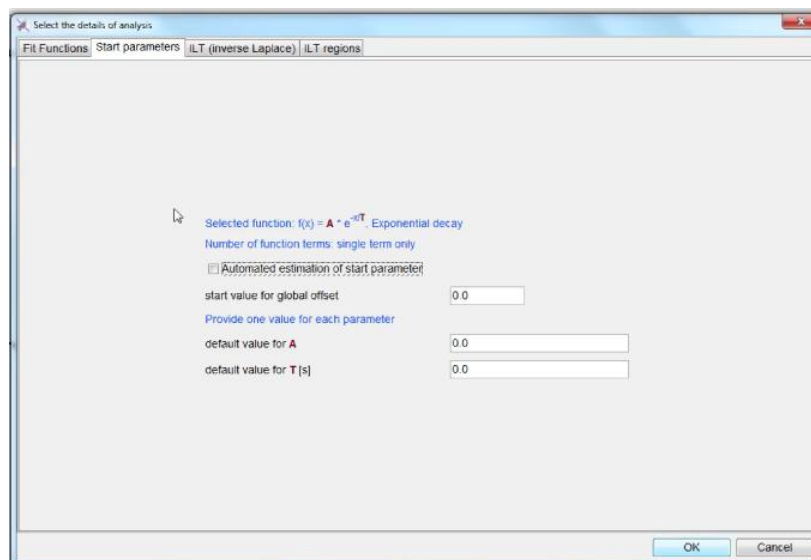 Select the details of analysis
Fit Functions Start parameters ILT (inverse Laplace) ILT regions
Selected function: f(x) = A * e^-x/T. Exponential decay
Number of function terms: single term only
Automated estimation of start parameter
start value for global offset 0.0
Provide one value for each parameter
default value for A 0.0
default value for T [s] 0.0
OK Cancel